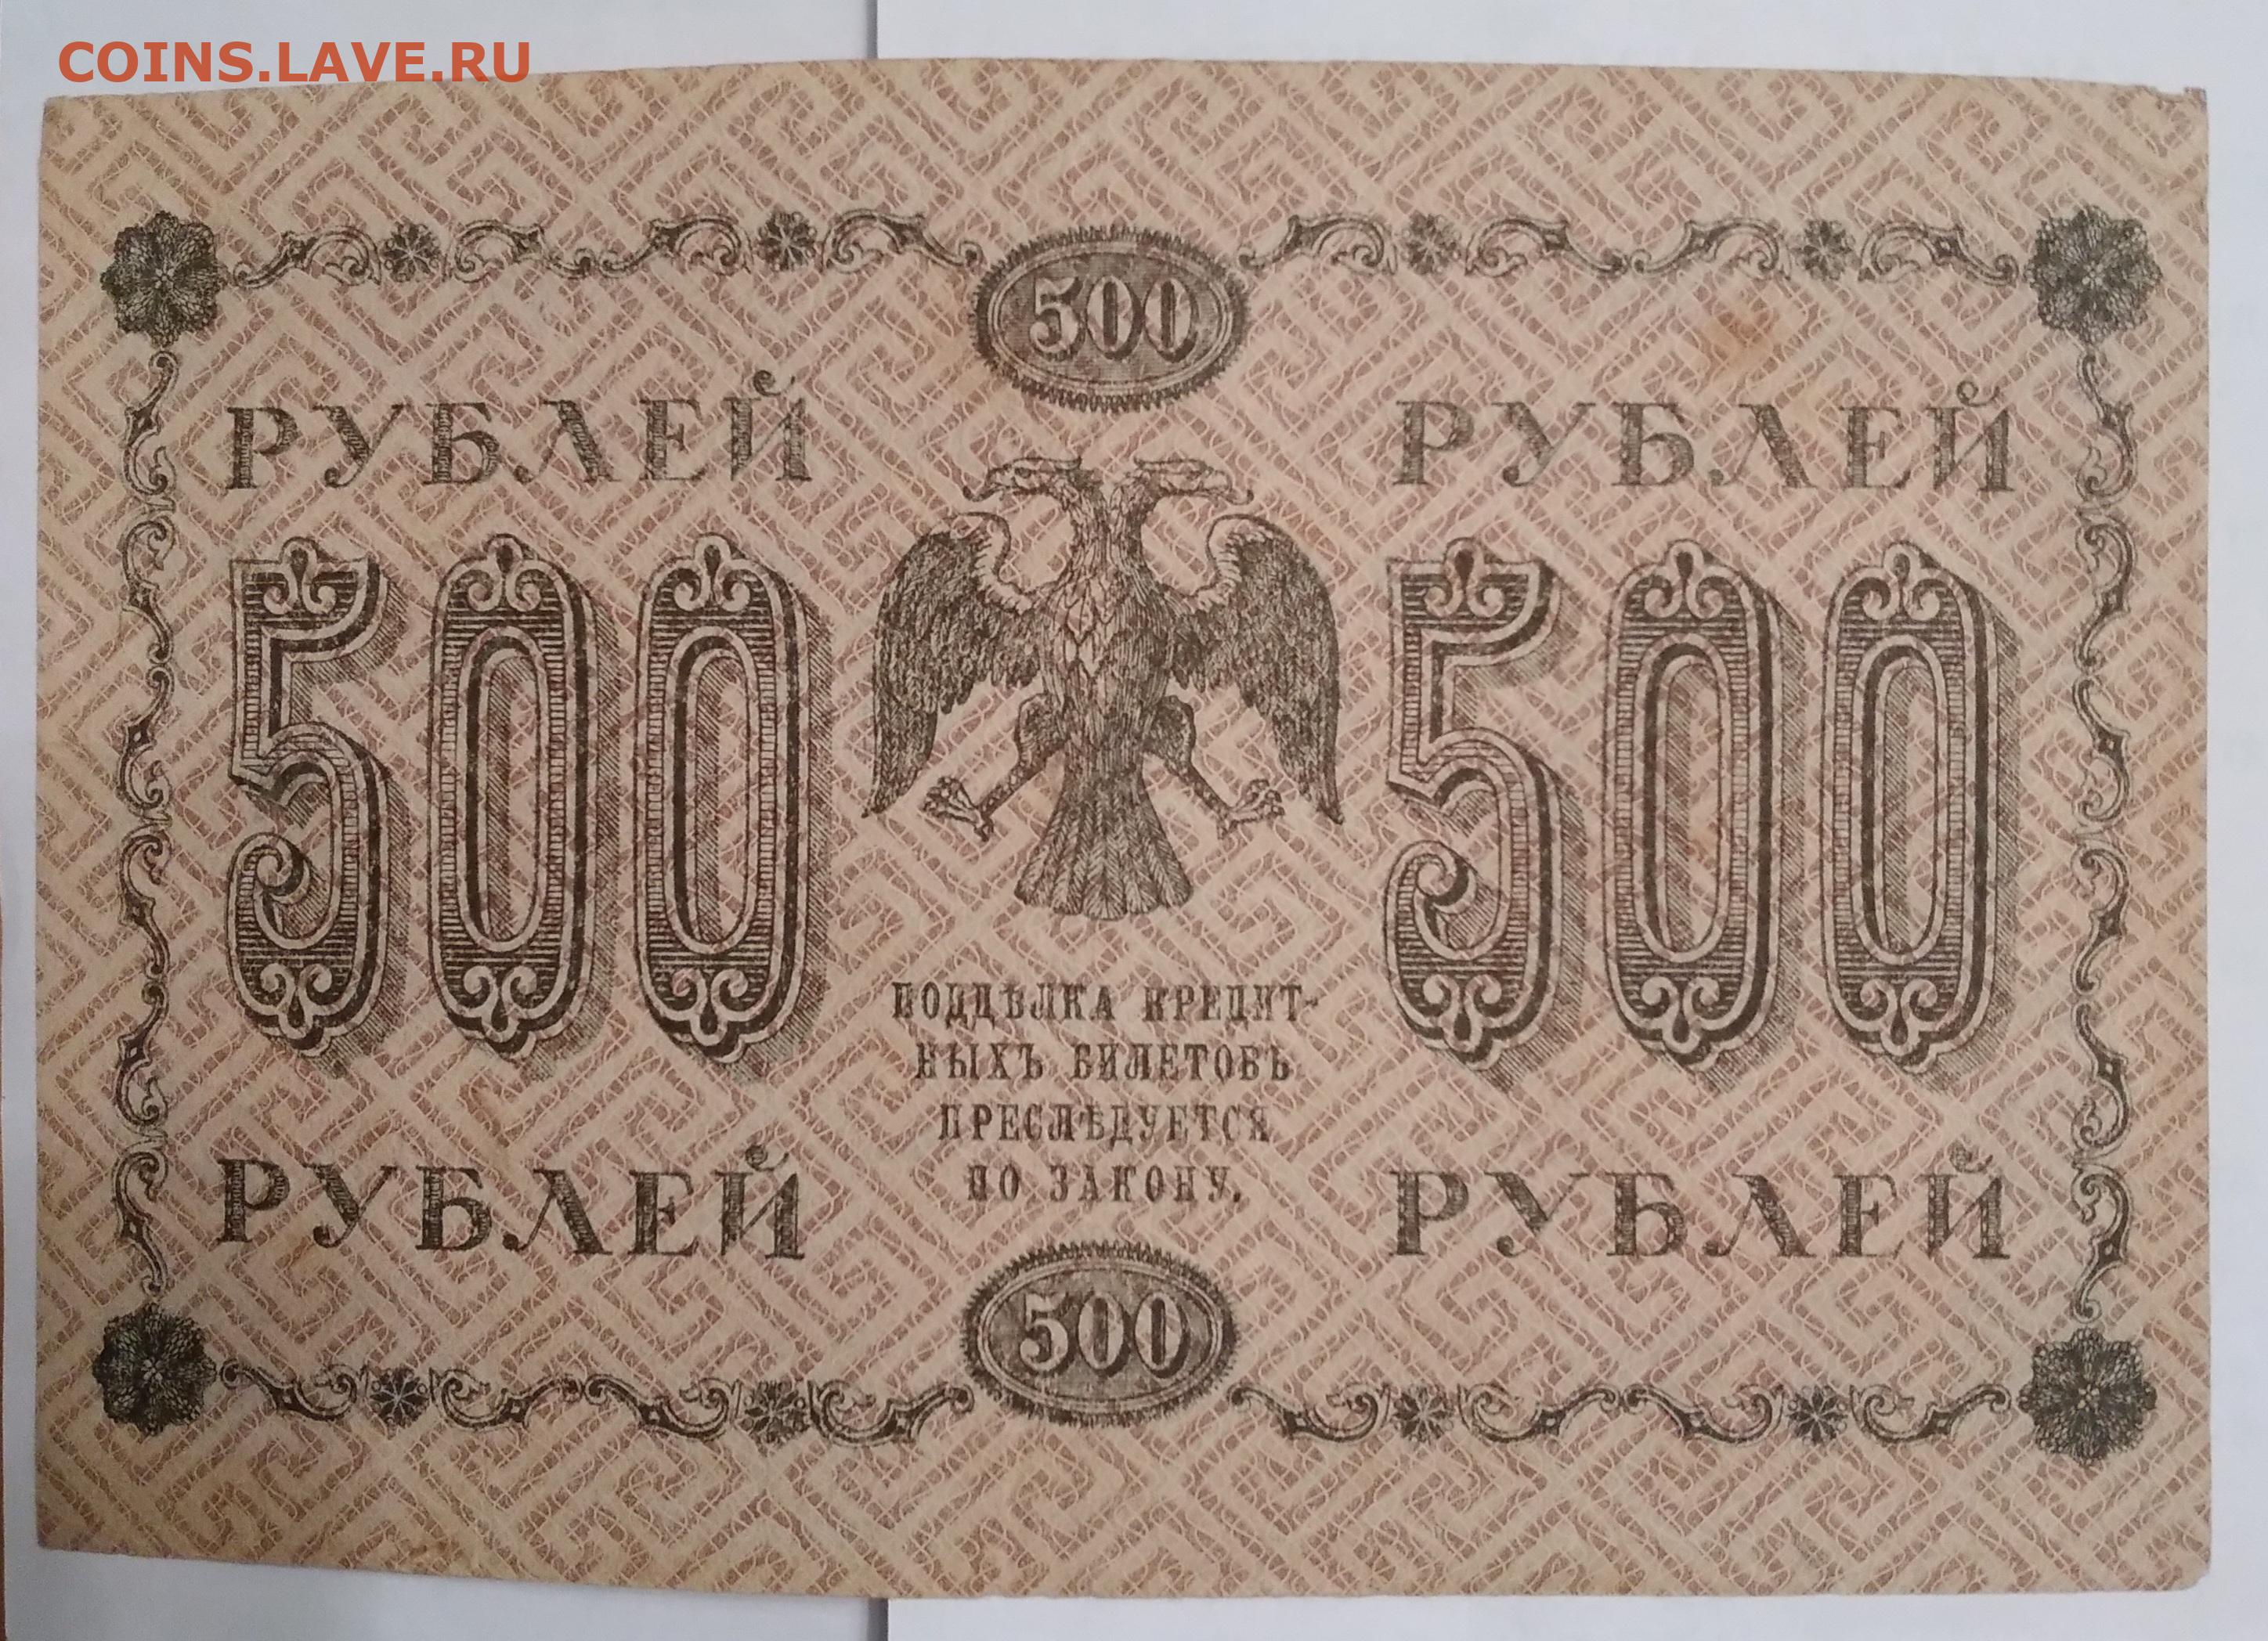 COINS.LAVE.RU
500
РУБЛЕЙ РУБЛЕЙ
500 500
ПОДДѢЛКА КРЕДИТ-
НЫХЪ БИЛЕТОВЪ
ПРЕСЛѢДУЕТСЯ
ПО ЗАКОНУ.
РУБЛЕЙ РУБЛЕЙ
500